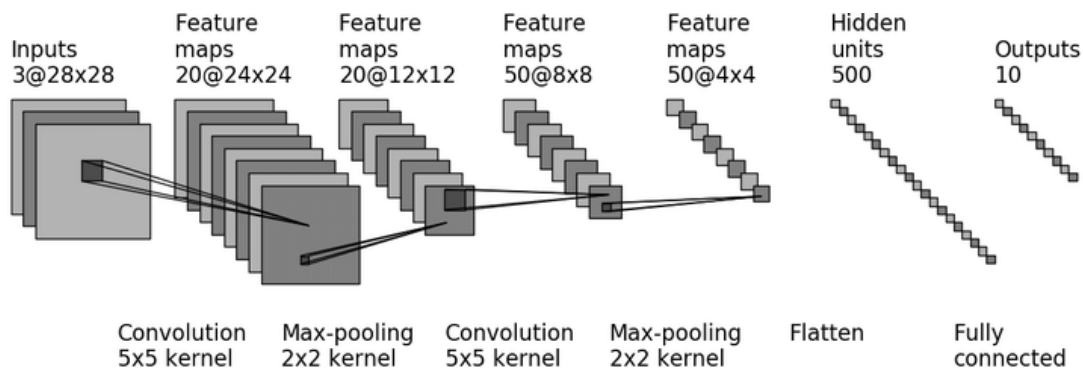 Inputs
3@28x28
Feature
maps
20@24x24
Feature
maps
20@12x12
Feature
maps
50@8x8
Feature
maps
50@4x4
Hidden
units
500
Outputs
10
Convolution
5x5 kernel
Max-pooling
2x2 kernel
Convolution
5x5 kernel
Max-pooling
2x2 kernel
Flatten
Fully
connected